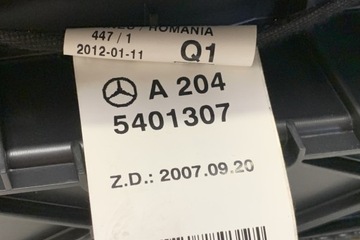 ROMANIA
447 / 1
2012-01-11 Q1
A 204
5401307
Z.D.: 2007.09.20